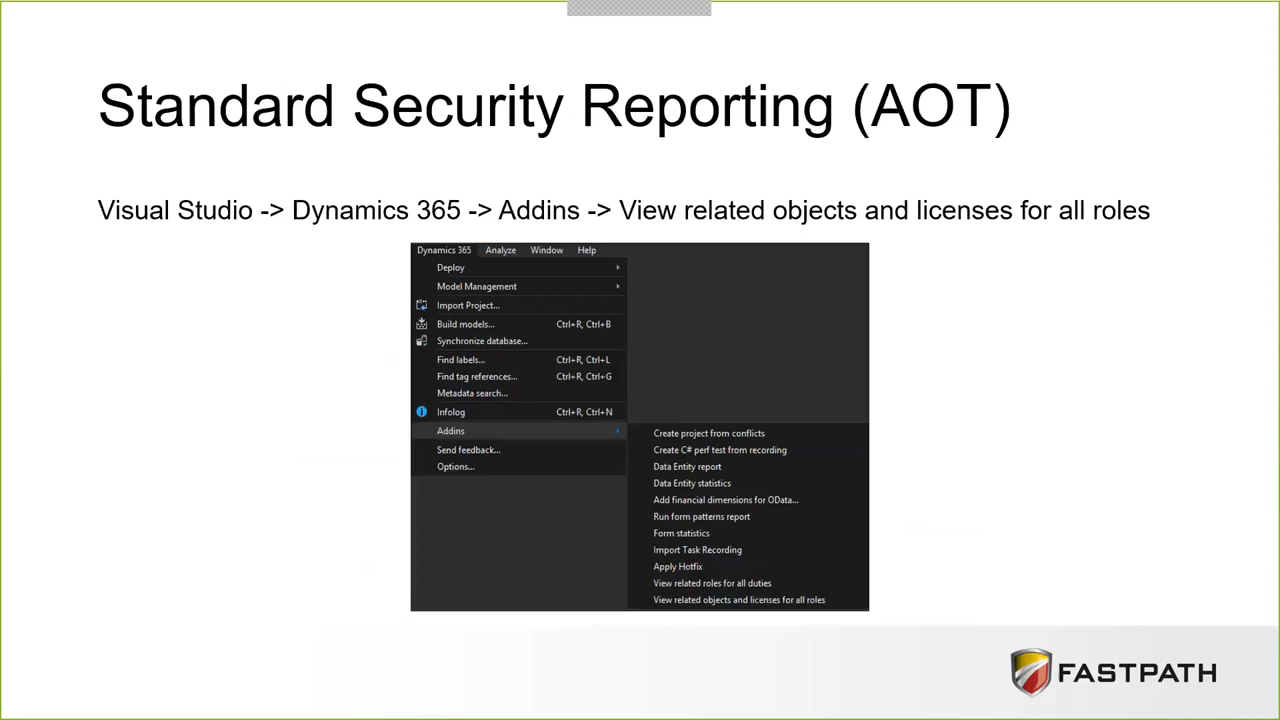 Standard Security Reporting (AOT)
Visual Studio -> Dynamics 365 -> Addins -> View related objects and licenses for all roles
Dynamics 365 Analyze Window Help
Deploy
Model Management
Import Project...
Build models... Ctrl+R, Ctrl+B
Synchronize database...
Find labels... Ctrl+R, Ctrl+L
Find tag references... Ctrl+R, Ctrl+G
Metadata search...
Infolog Ctrl+R, Ctrl+N
Addins
Send feedback...
Options...
Create project from conflicts
Create C# perf test from recording
Data Entity report
Data Entity statistics
Add financial dimensions for OData...
Run form patterns report
Form statistics
Import Task Recording
Apply Hotfix
View related roles for all duties
View related objects and licenses for all roles
FASTPATH